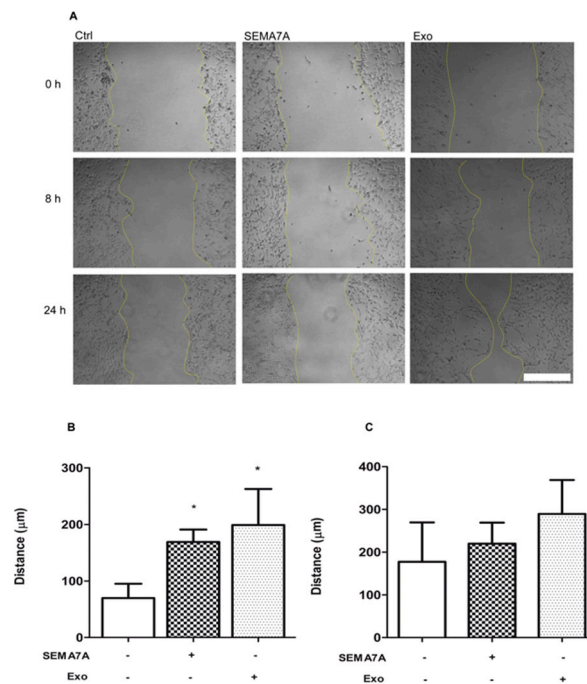 A
Ctrl SEMA7A Exo
0 h
8 h
24 h
B C
300
200
100
0
Distance (μm)
* *
SEMA7A - + -
Exo - - +
400
300
200
100
0
Distance (μm)
SEMA7A - + -
Exo - - +